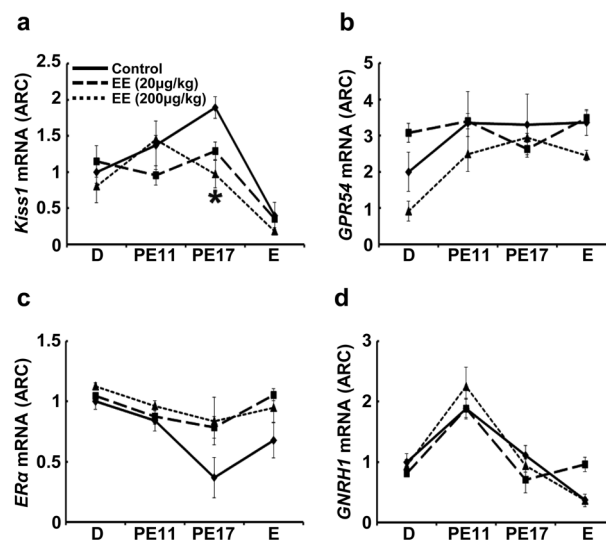 a
Kiss1 mRNA (ARC)
2.5
2
1.5
1
0.5
0
Control
EE (20µg/kg)
EE (200µg/kg)
*
D PE11 PE17 E
b
GPR54 mRNA (ARC)
5
4
3
2
1
0
D PE11 PE17 E
c
ERα mRNA (ARC)
1.5
1
0.5
0
D PE11 PE17 E
d
GNRH1 mRNA (ARC)
3
2
1
0
D PE11 PE17 E